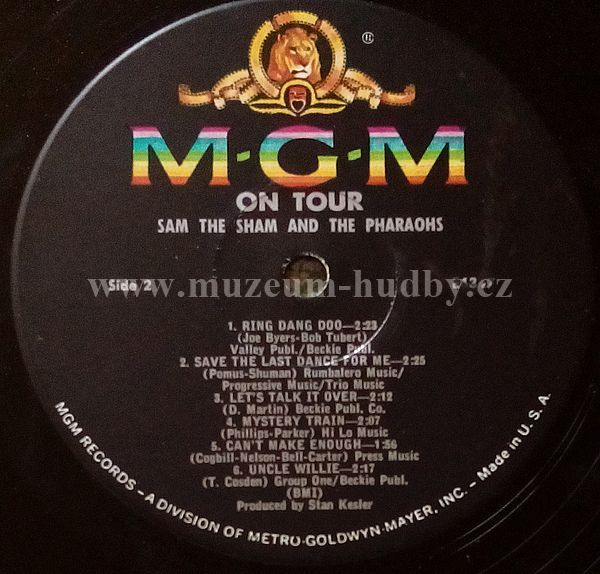 ®
M-G-M
ON TOUR
SAM THE SHAM AND THE PHARAOHS
www.muzeum-hudby.cz
Side/2
1. RING DANG DOO—2:23
(Joe Byers-Bob Tubert)
Valley Publ./Beckie Publ.
2. SAVE THE LAST DANCE FOR ME—2:25
(Pomus-Shuman) Rumbalero Music/
Progressive Music/Trio Music
3. LET'S TALK IT OVER—2:12
(D. Martin) Beckie Publ. Co.
4. MYSTERY TRAIN—2:07
(Phillips-Parker) Hi Lo Music
5. CAN'T MAKE ENOUGH—1:56
(Cogbill-Nelson-Bell-Carter) Press Music
6. UNCLE WILLIE—2:17
(T. Cosden) Group One/Beckie Publ.
(BMI)
Produced by Stan Kesler
MGM RECORDS – A DIVISION OF METRO-GOLDWYN-MAYER, INC. – Made in U.S.A.